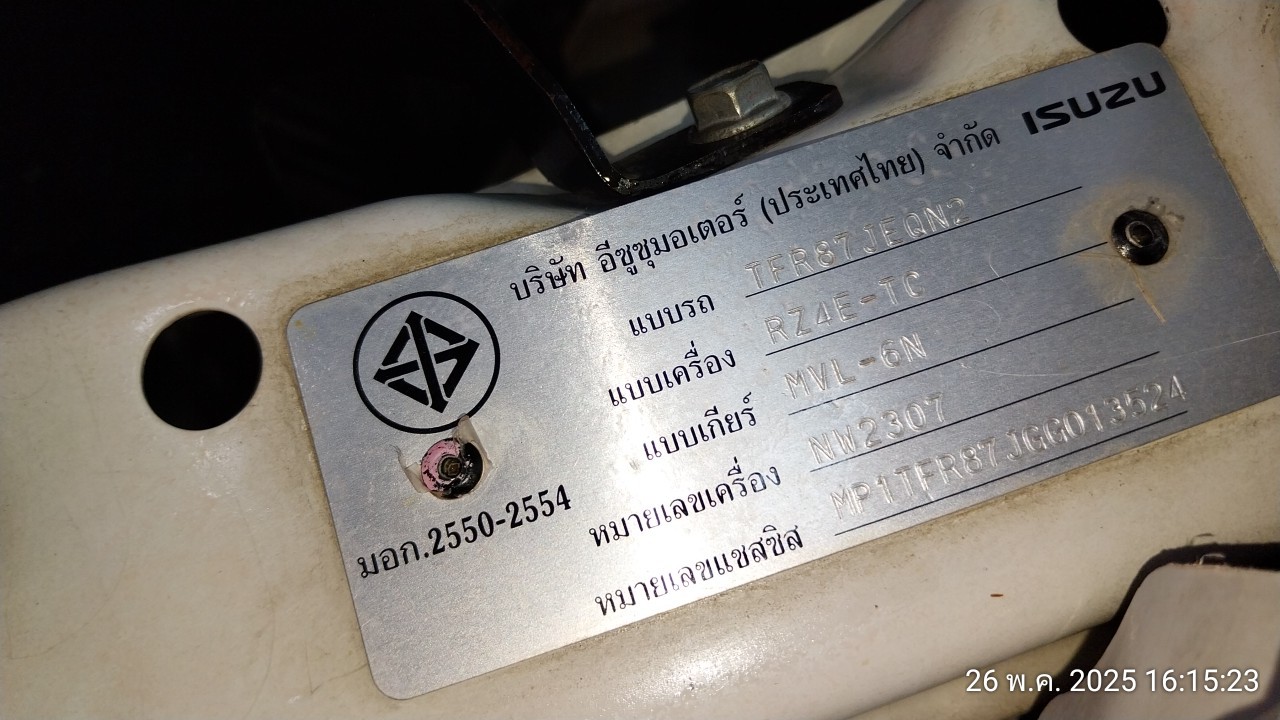 ISUZU
บริษัท อีซูซุมอเตอร์ (ประเทศไทย) จำกัด
แบบรถ TFR87JEQN2
แบบเครื่อง RZ4E-TC
แบบเกียร์ MVL-6N
หมายเลขเครื่อง NW2307
หมายเลขแชสซิส MP1TFR87JGG013524
มอก.2550-2554
26 พ.ค. 2025 16:15:23